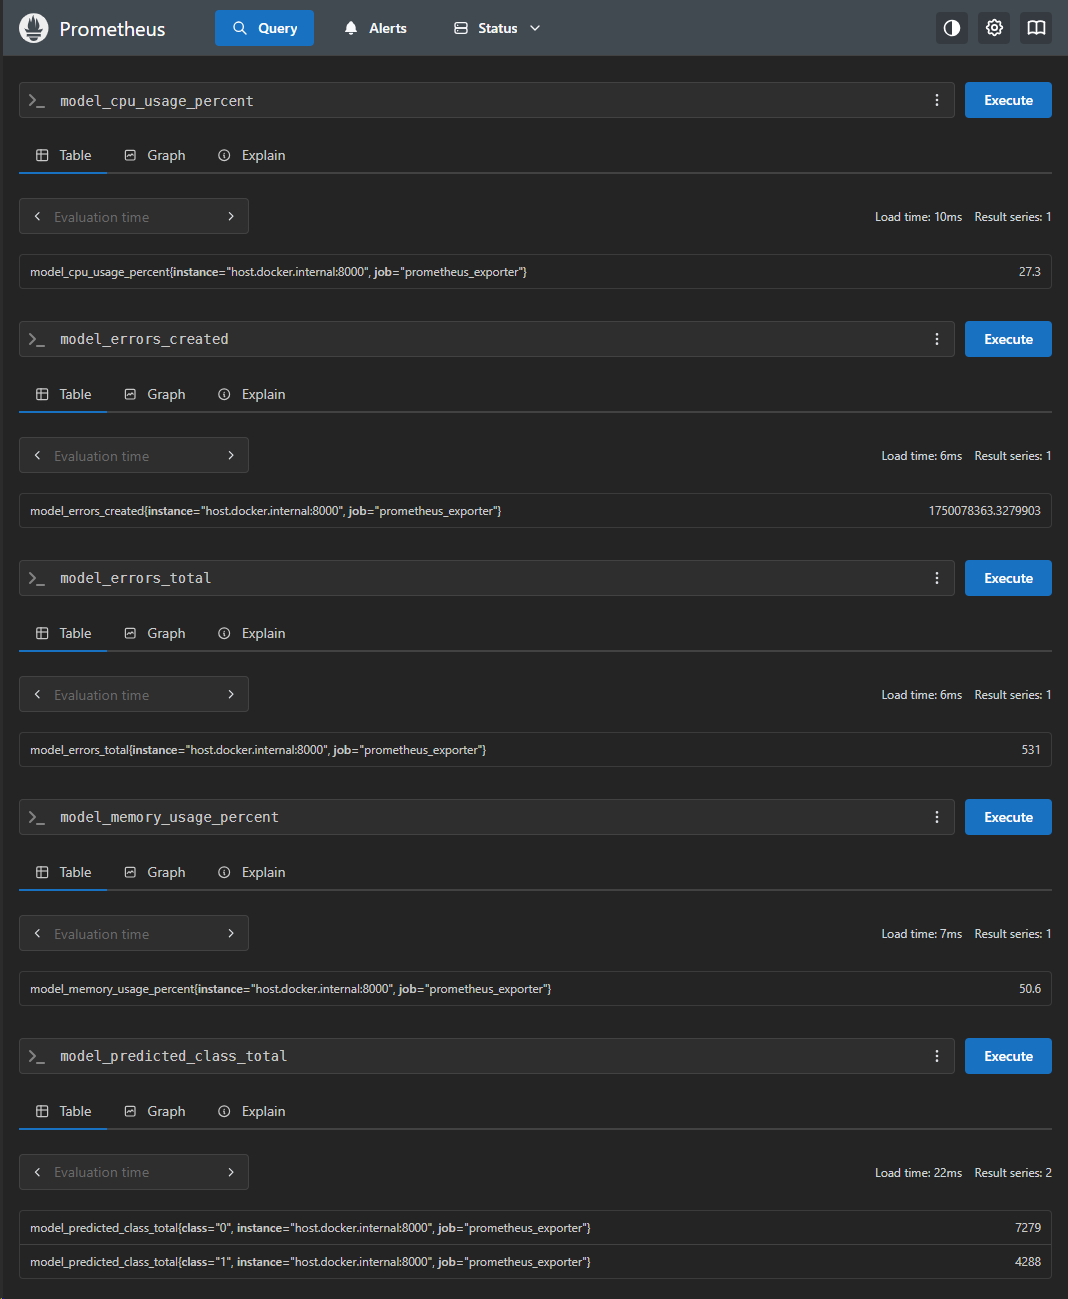 Prometheus Query Alerts Status
model_cpu_usage_percent Execute
Table Graph Explain
Evaluation time Load time: 10ms Result series: 1
model_cpu_usage_percent{instance="host.docker.internal:8000", job="prometheus_exporter"} 27.3
model_errors_created Execute
Table Graph Explain
Evaluation time Load time: 6ms Result series: 1
model_errors_created{instance="host.docker.internal:8000", job="prometheus_exporter"} 1750078363.3279903
model_errors_total Execute
Table Graph Explain
Evaluation time Load time: 6ms Result series: 1
model_errors_total{instance="host.docker.internal:8000", job="prometheus_exporter"} 531
model_memory_usage_percent Execute
Table Graph Explain
Evaluation time Load time: 7ms Result series: 1
model_memory_usage_percent{instance="host.docker.internal:8000", job="prometheus_exporter"} 50.6
model_predicted_class_total Execute
Table Graph Explain
Evaluation time Load time: 22ms Result series: 2
model_predicted_class_total{class="0", instance="host.docker.internal:8000", job="prometheus_exporter"} 7279
model_predicted_class_total{class="1", instance="host.docker.internal:8000", job="prometheus_exporter"} 4288